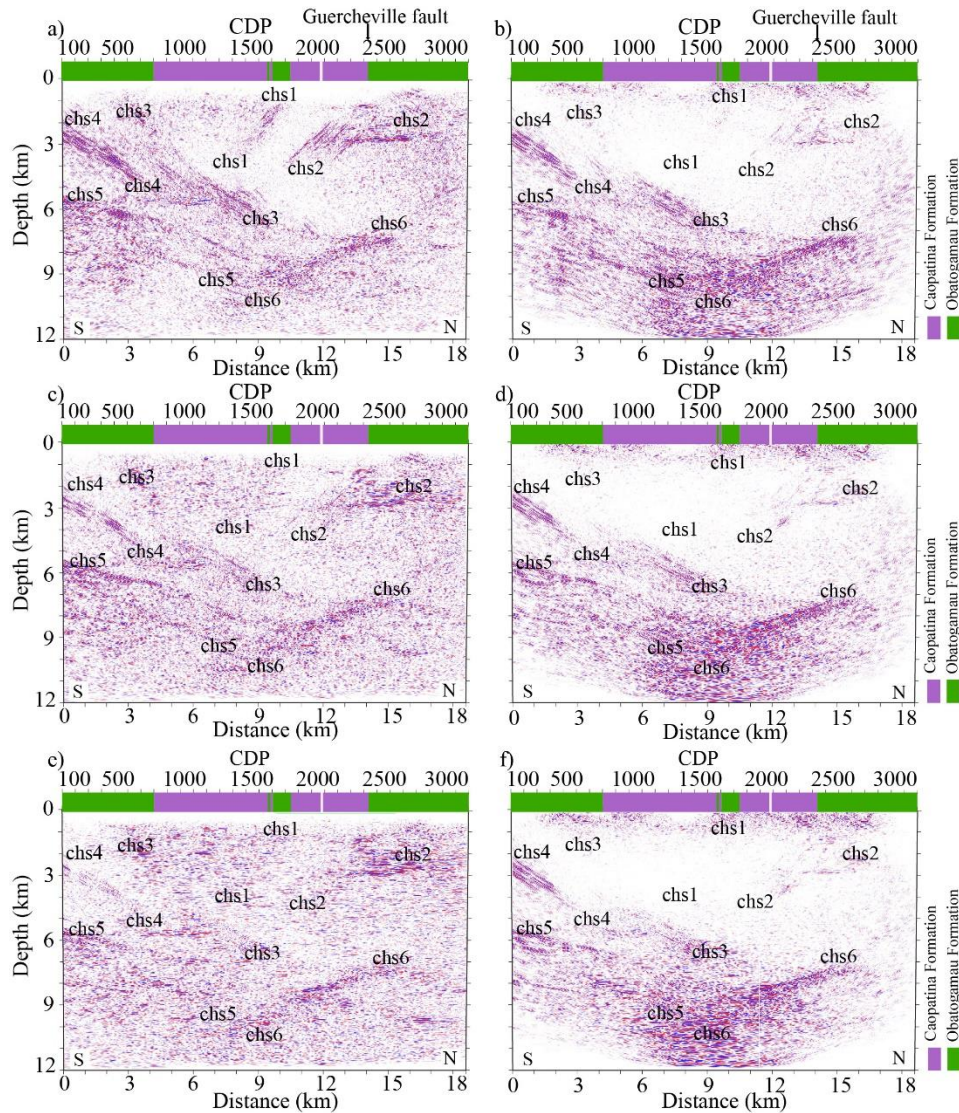 Guercheville fault
a) CDP
100 500 1000 1500 2000 2500 3000
0
3
6
9
12
Depth (km)
chs1
chs3
chs2
chs4
chs1
chs2
chs4
chs5
chs3
chs6
chs5
chs6
S N
0 3 6 9 12 15 18
Distance (km)
Guercheville fault
b) CDP
100 500 1000 1500 2000 2500 3000
0
3
6
9
12
chs1
chs3
chs4
chs2
chs1
chs2
chs5
chs4
chs3
chs6
chs5
chs6
S N
0 3 6 9 12 15 18
Distance (km)
Caopatina Formation
Obatogamau Formation
c) CDP
100 500 1000 1500 2000 2500 3000
0
3
6
9
12
Depth (km)
chs1
chs3
chs4
chs2
chs1
chs2
chs4
chs5
chs3
chs6
chs5
chs6
S N
0 3 6 9 12 15 18
Distance (km)
d) CDP
100 500 1000 1500 2000 2500 3000
0
3
6
9
12
chs1
chs3
chs4
chs2
chs1
chs2
chs5
chs4
chs3
chs6
chs5
chs6
S N
0 3 6 9 12 15 18
Distance (km)
Caopatina Formation
Obatogamau Formation
e) CDP
100 500 1000 1500 2000 2500 3000
0
3
6
9
12
Depth (km)
chs1
chs3
chs4
chs2
chs1
chs2
chs4
chs5
chs3
chs6
chs5
chs6
S N
0 3 6 9 12 15 18
Distance (km)
f) CDP
100 500 1000 1500 2000 2500 3000
0
3
6
9
12
chs1
chs3
chs4
chs2
chs1
chs2
chs5
chs4
chs3
chs6
chs5
chs6
S N
0 3 6 9 12 15 18
Distance (km)
Caopatina Formation
Obatogamau Formation